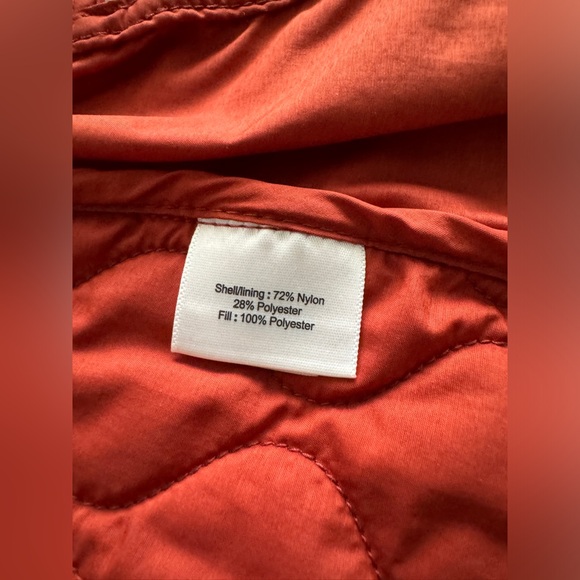 Shell/lining : 72% Nylon
28% Polyester
Fill : 100% Polyester